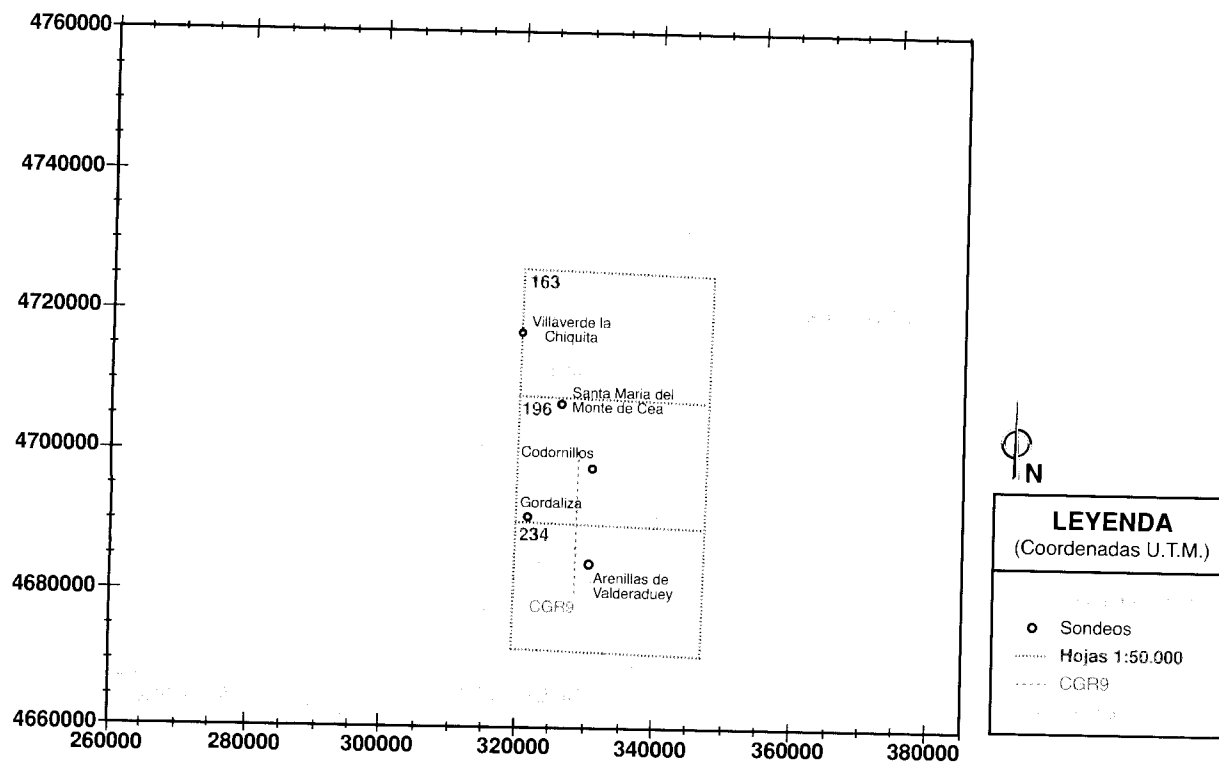 4760000
4740000
4720000
4700000
4680000
4660000
260000
280000
300000
320000
340000
360000
380000
163
Villaverde la
Chiquita
196
Santa María del
Monte de Cea
Codornillos
Gordaliza
234
Arenillas de
Valderaduey
CGR9
N
LEYENDA
(Coordenadas U.T.M.)
Sondeos
Hojas 1:50.000
CGR9